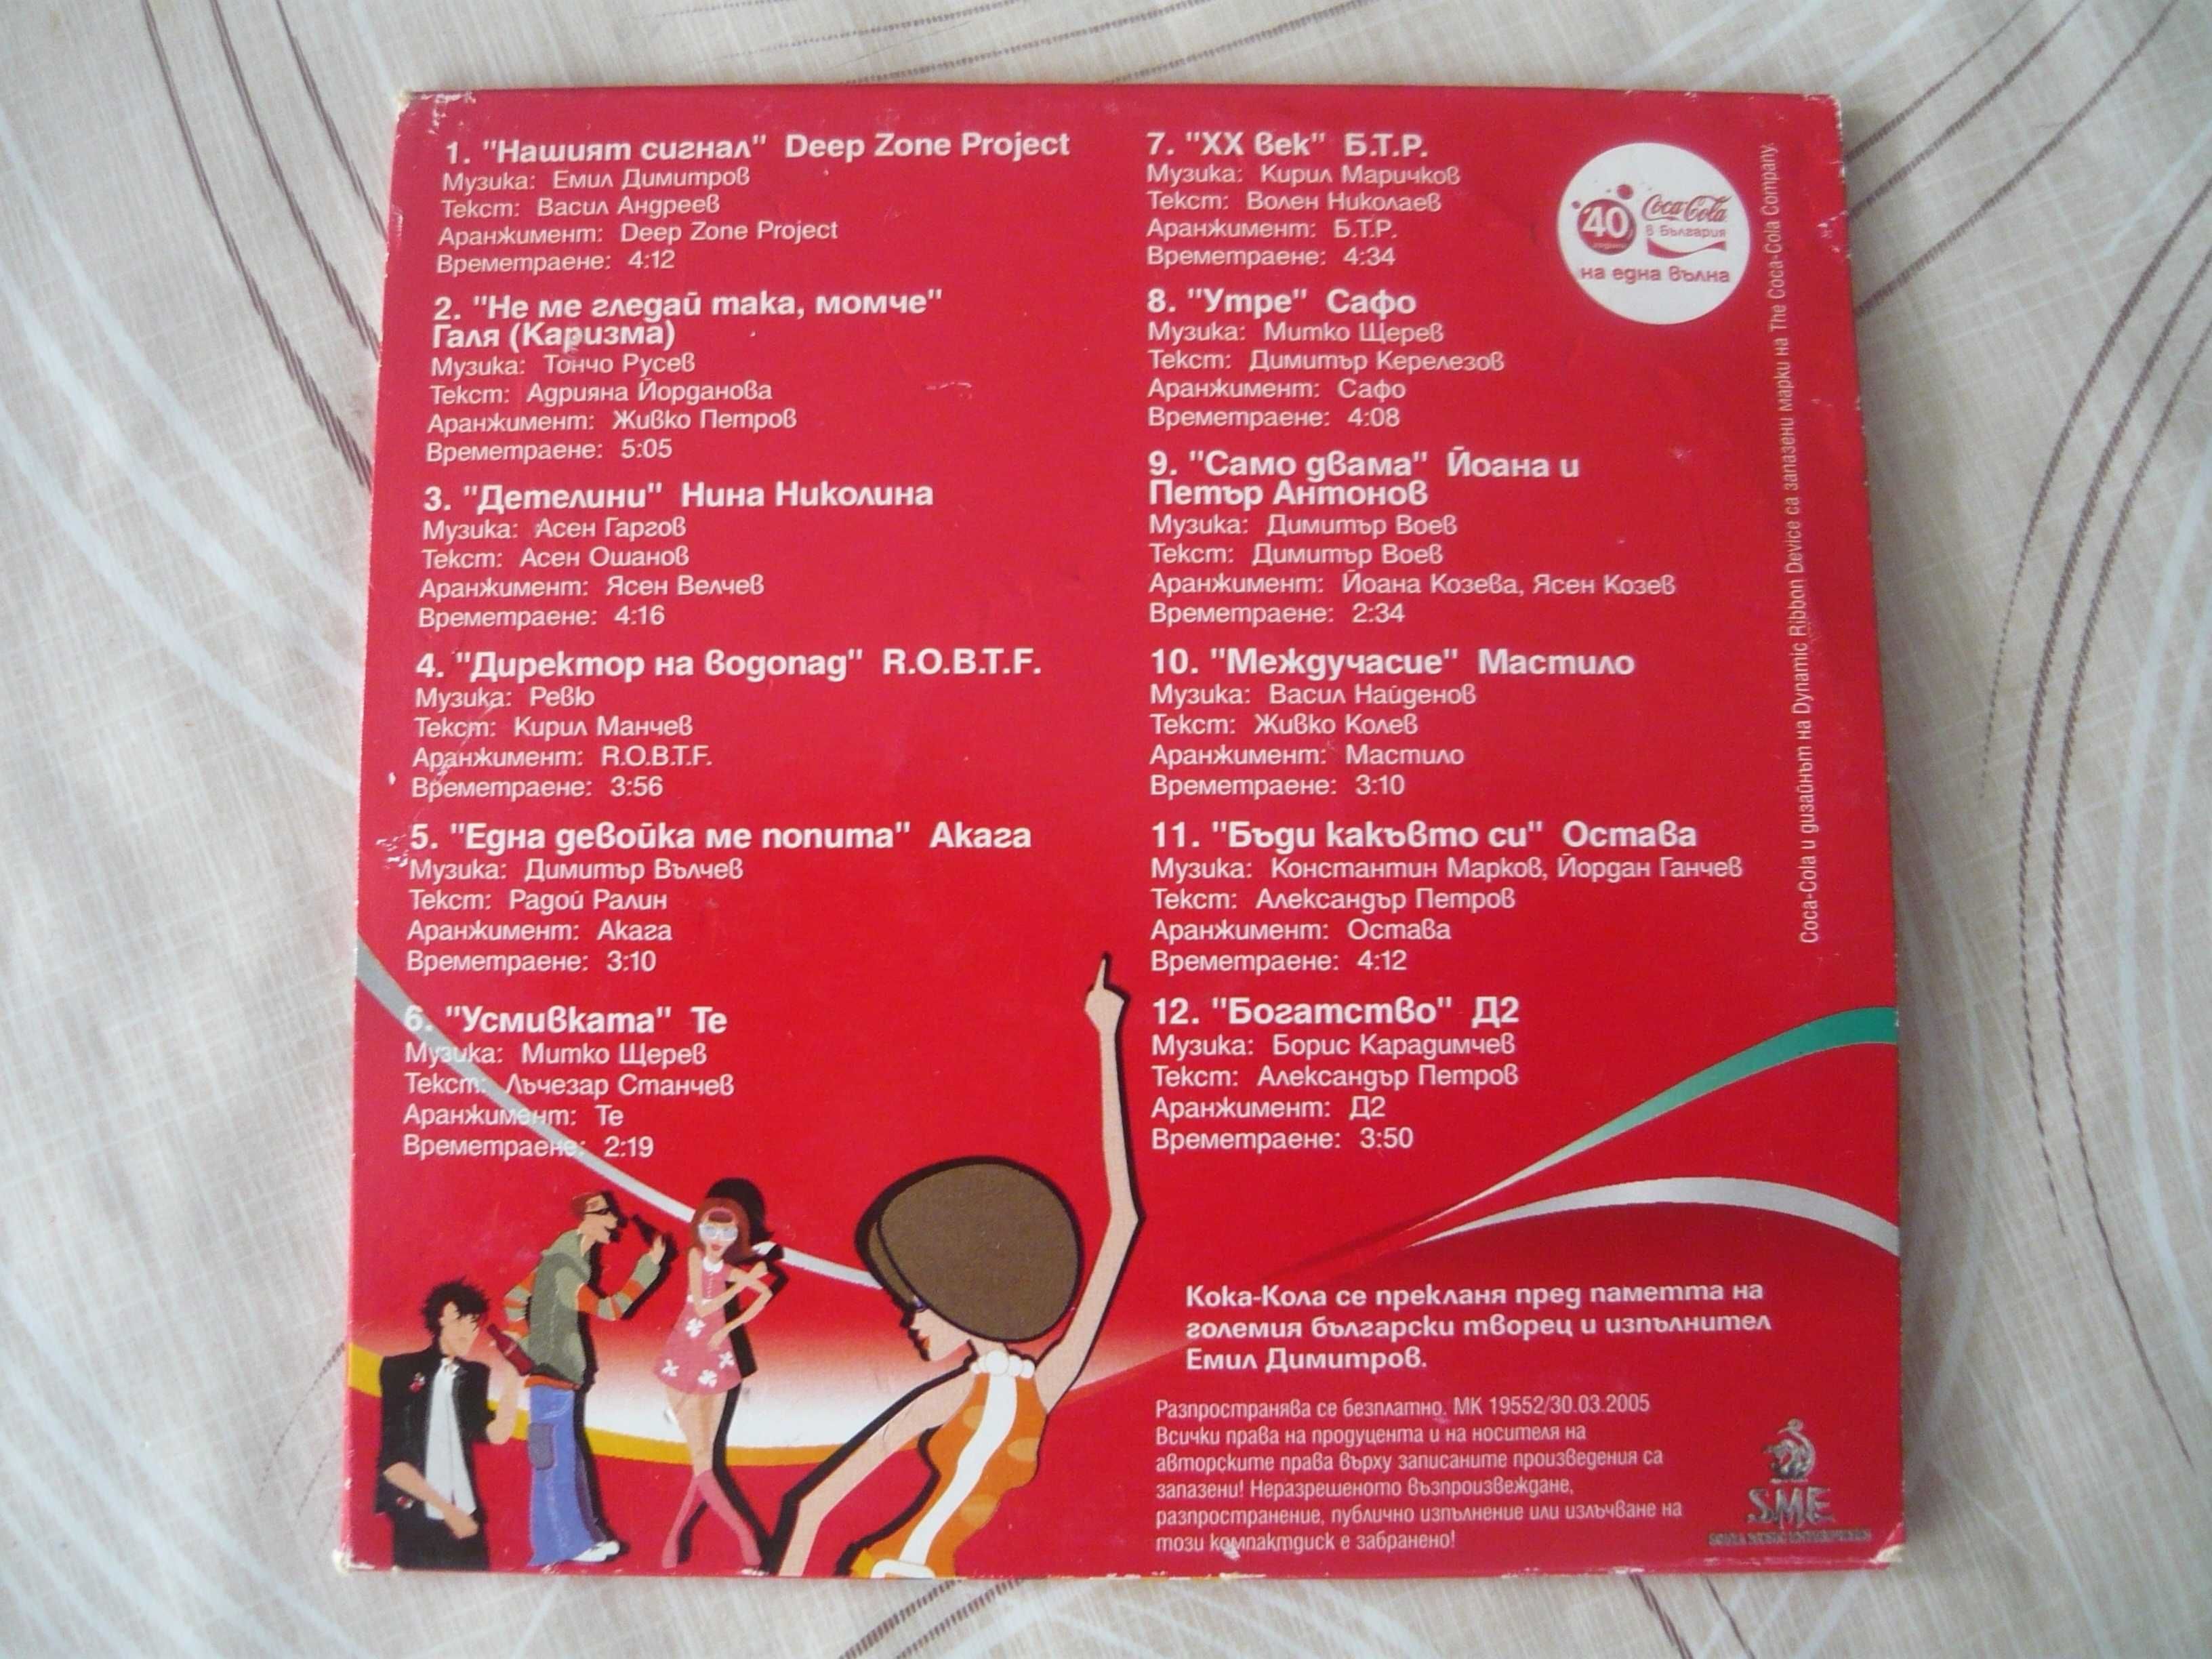 1. "Нашият сигнал" Deep Zone Project
Музика: Емил Димитров
Текст: Васил Андреев
Аранжимент: Deep Zone Project
Времетраене: 4:12
2. "Не ме гледай така, момче"
Галя (Каризма)
Музика: Тончо Русев
Текст: Адрияна Йорданова
Аранжимент: Живко Петров
Времетраене: 5:05
3. "Детелини" Нина Николина
Музика: Асен Гаргов
Текст: Асен Ошанов
Аранжимент: Ясен Велчев
Времетраене: 4:16
4. "Директор на водопад" R.O.B.T.F.
Музика: Ревю
Текст: Кирил Манчев
Аранжимент: R.O.B.T.F.
Времетраене: 3:56
5. "Една девойка ме попита" Акага
Музика: Димитър Вълчев
Текст: Радой Ралин
Аранжимент: Акага
Времетраене: 3:10
6. "Усмивката" Те
Музика: Митко Щерев
Текст: Лъчезар Станчев
Аранжимент: Те
Времетраене: 2:19
7. "ХХ век" Б.Т.Р.
Музика: Кирил Маричков
Текст: Волен Николаев
Аранжимент: Б.Т.Р.
Времетраене: 4:34
8. "Утре" Сафо
Музика: Митко Щерев
Текст: Димитър Керелезов
Аранжимент: Сафо
Времетраене: 4:08
9. "Само двама" Йоана и
Петър Антонов
Музика: Димитър Воев
Текст: Димитър Воев
Аранжимент: Йоана Козева, Ясен Козев
Времетраене: 2:34
10. "Междучасие" Мастило
Музика: Васил Найденов
Текст: Живко Колев
Аранжимент: Мастило
Времетраене: 3:10
11. "Бъди какъвто си" Остава
Музика: Константин Марков, Йордан Ганчев
Текст: Александър Петров
Аранжимент: Остава
Времетраене: 4:12
12. "Богатство" Д2
Музика: Борис Карадимчев
Текст: Александър Петров
Аранжимент: Д2
Времетраене: 3:50
40 Coca-Cola
в България
на една вълна
Coca-Cola и дизайнът на Dynamic Ribbon Device са запазени марки на The Coca-Cola Company.
Кока-Кола се прекланя пред паметта на
големия български творец и изпълнител
Емил Димитров.
Разпространява се безплатно. МК 19552/30.03.2005
Всички права на продуцента и на носителя на
авторските права върху записаните произведения са
запазени! Неразрешеното възпроизвеждане,
разпространение, публично изпълнение или излъчване на
този компактдиск е забранено!
SME